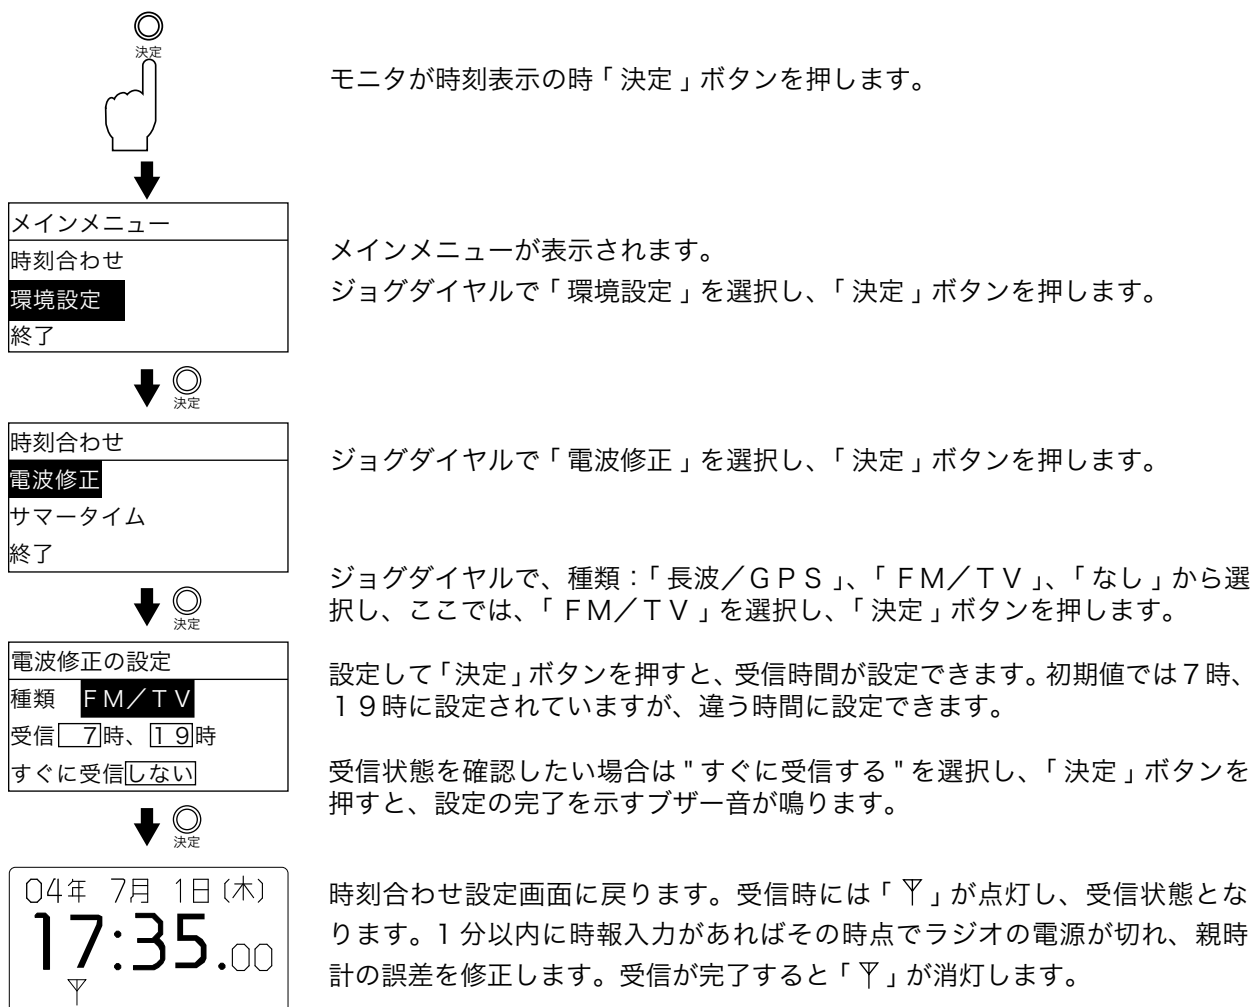 決定
モニタが時刻表示の時「決定」ボタンを押します。
メインメニュー
時刻合わせ
環境設定
終了
メインメニューが表示されます。
ジョグダイヤルで「環境設定」を選択し、「決定」ボタンを押します。
決定
時刻合わせ
電波修正
サマータイム
終了
ジョグダイヤルで「電波修正」を選択し、「決定」ボタンを押します。
決定
ジョグダイヤルで、種類：「長波／ＧＰＳ」、「ＦＭ／ＴＶ」、「なし」から選
択し、ここでは、「ＦＭ／ＴＶ」を選択し、「決定」ボタンを押します。
電波修正の設定
種類　ＦＭ／ＴＶ
受信　７時、１９時
すぐに受信しない
設定して「決定」ボタンを押すと、受信時間が設定できます。初期値では７時、
１９時に設定されていますが、違う時間に設定できます。
受信状態を確認したい場合は"すぐに受信する"を選択し、「決定」ボタンを
押すと、設定の完了を示すブザー音が鳴ります。
決定
04年 7月 1日(木)
17:35.00
時刻合わせ設定画面に戻ります。受信時には「」が点灯し、受信状態とな
ります。１分以内に時報入力があればその時点でラジオの電源が切れ、親時
計の誤差を修正します。受信が完了すると「」が消灯します。